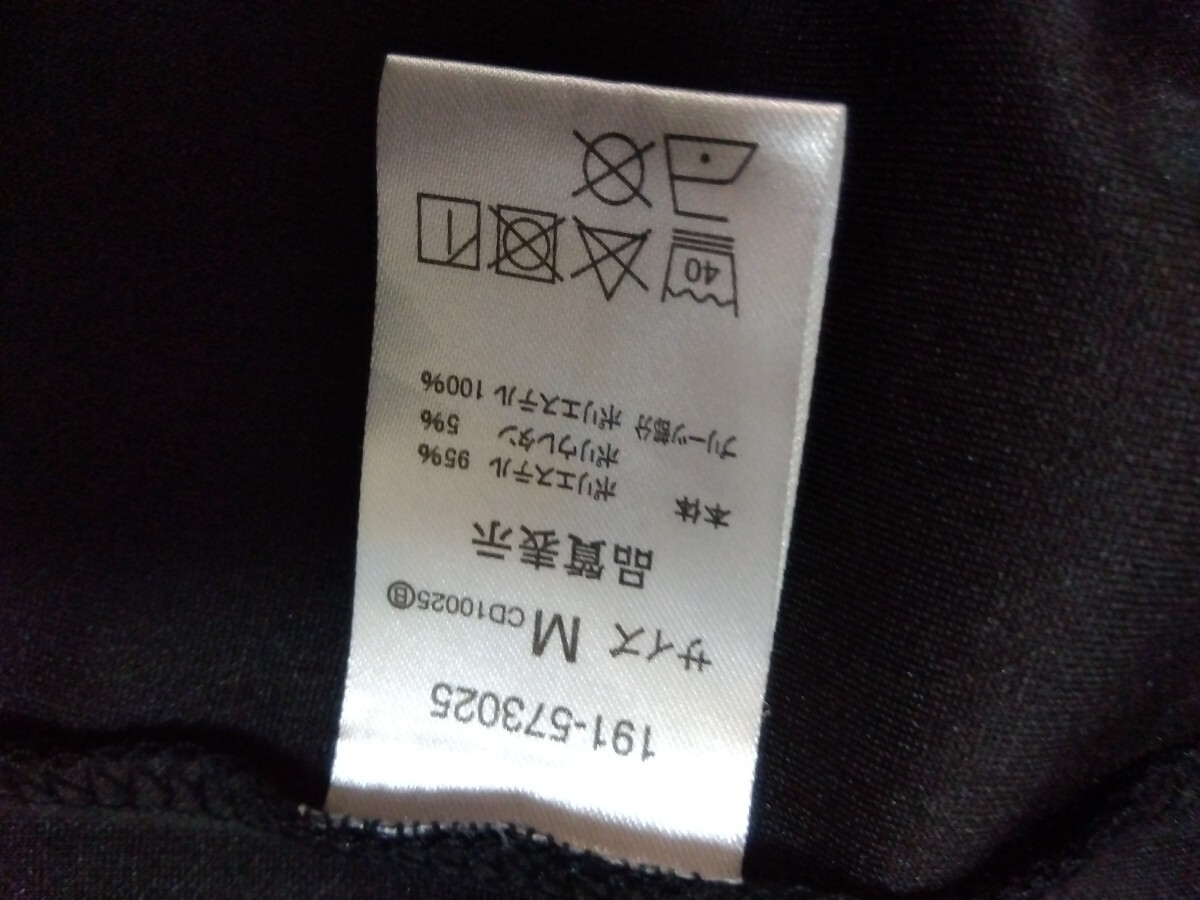 191-573025
サイズ M CD10025Ⓗ
品質表示
本体 ポリエステル 95%
ポリウレタン 5%
プリーツ部分 ポリエステル 100%
40